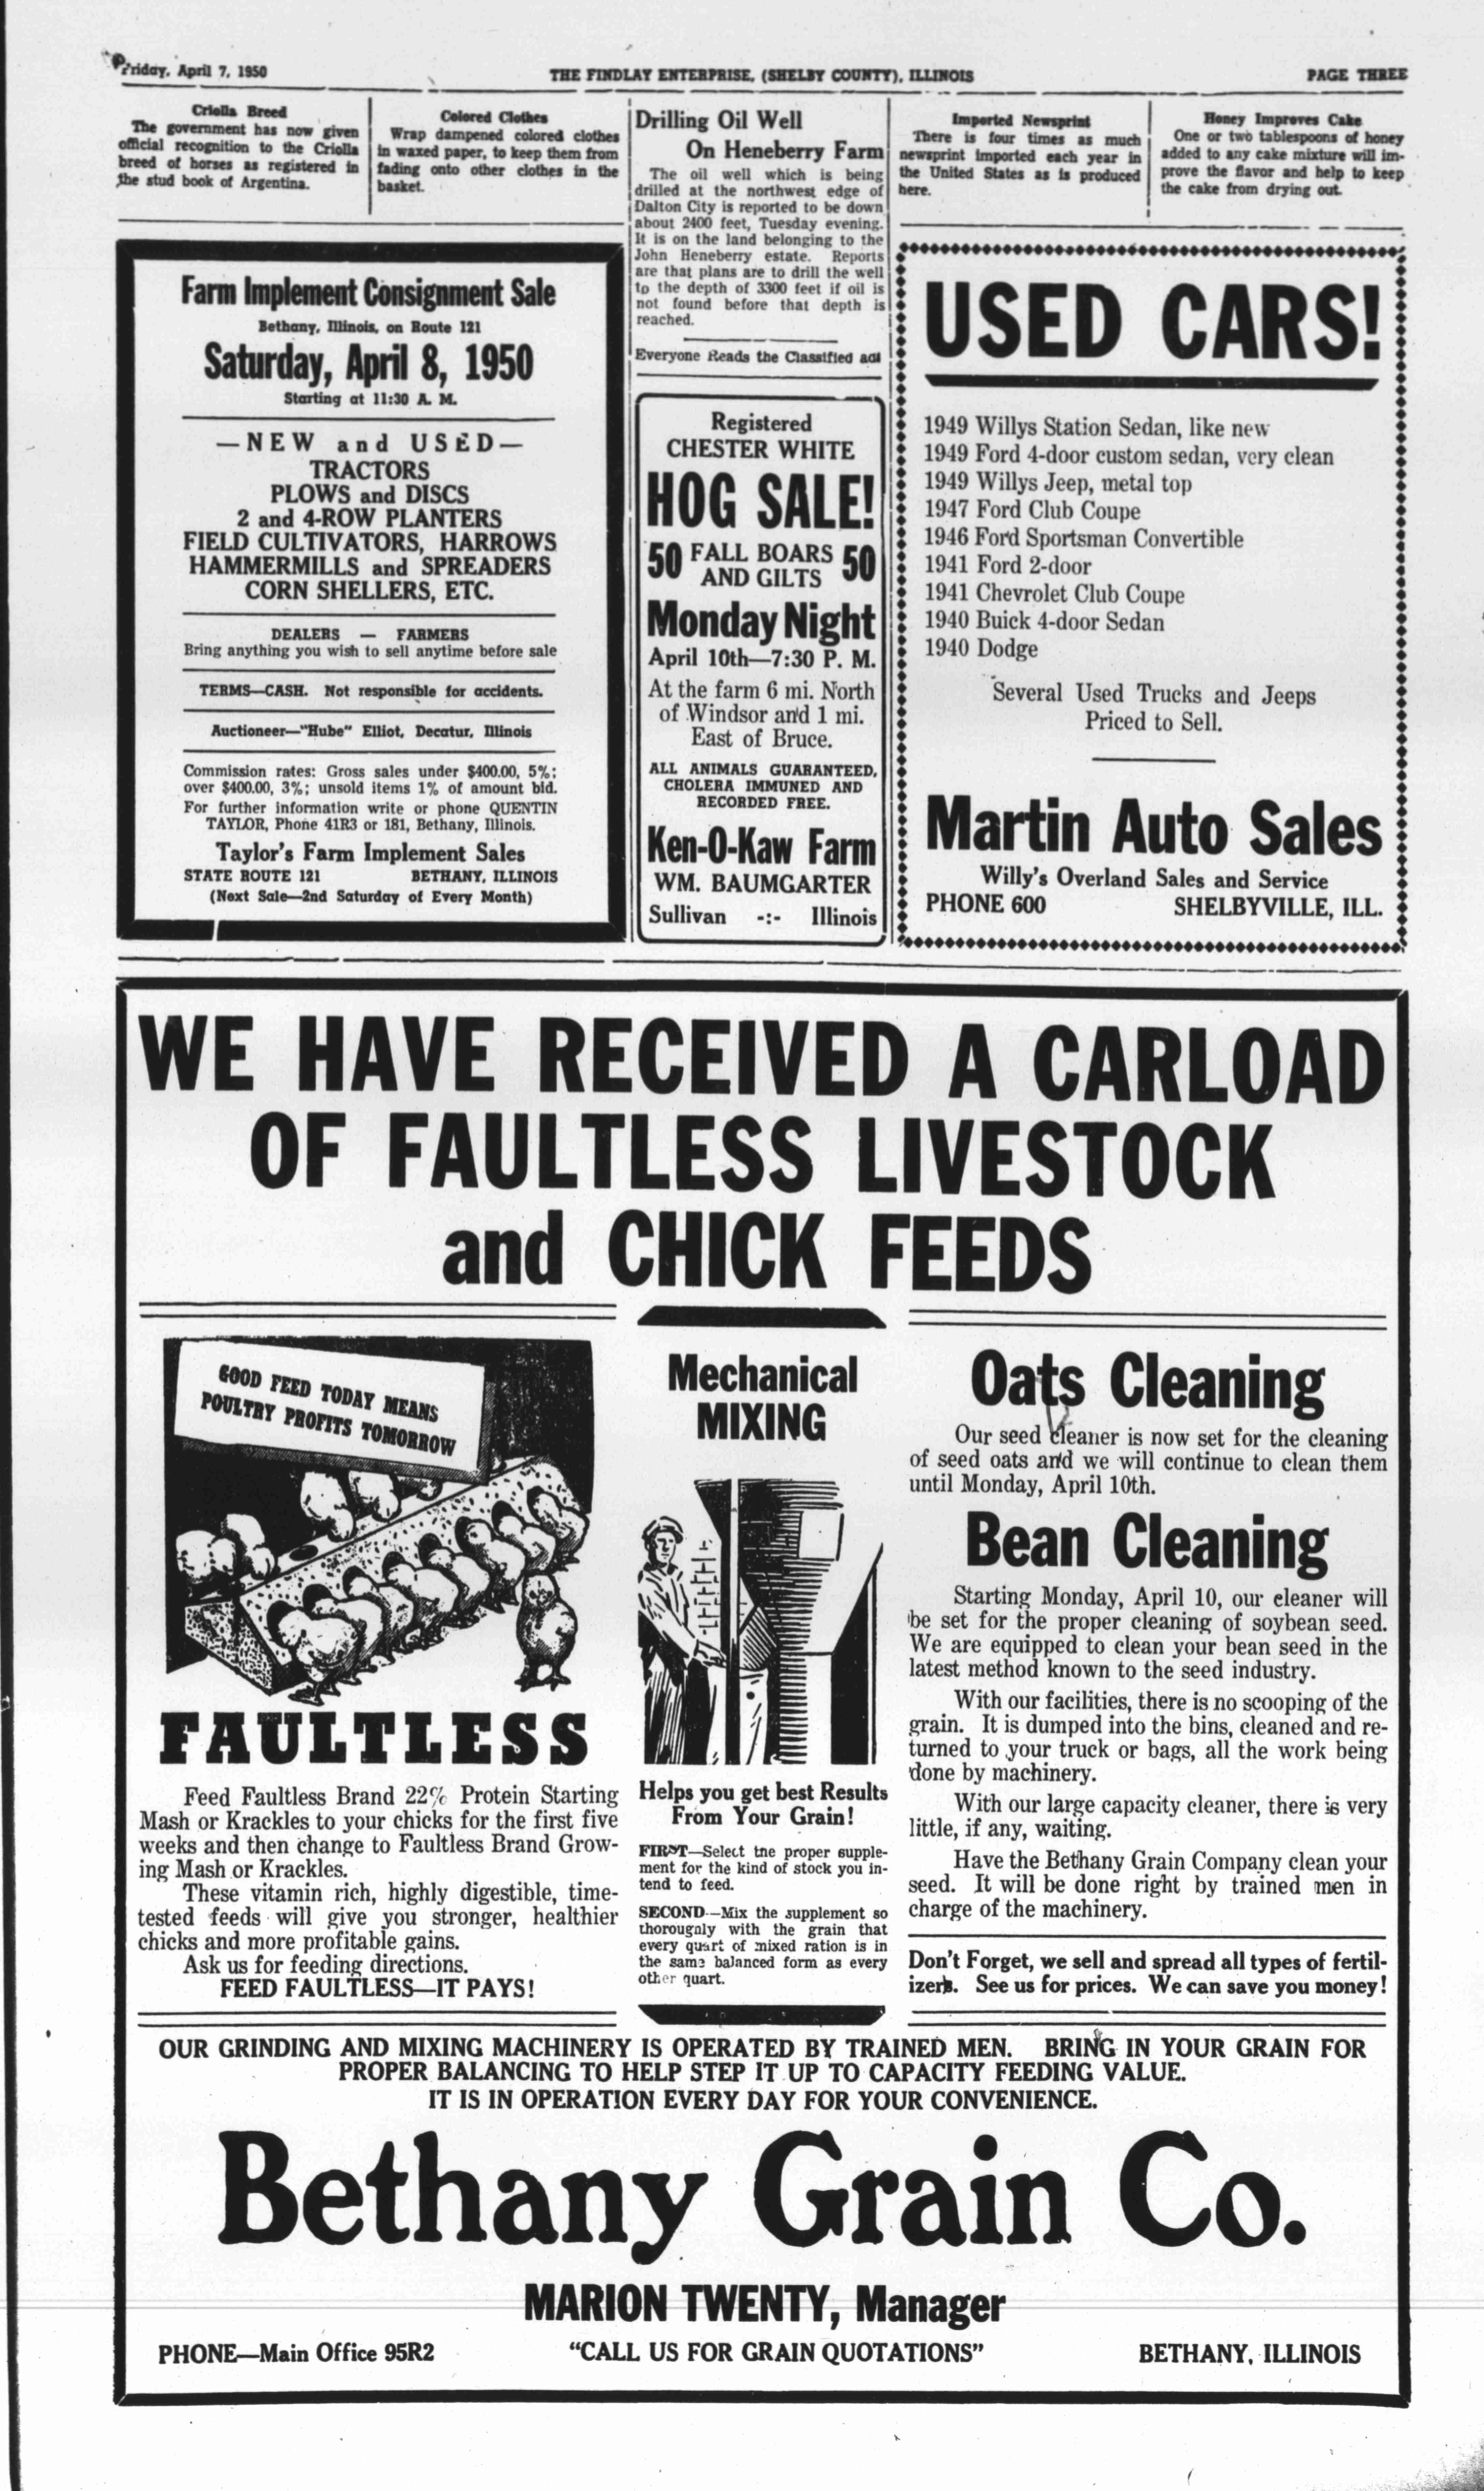 Friday, April 7, 1950
THE FINDLAY ENTERPRISE, (SHELBY COUNTY), ILLINOIS
PAGE THREE
Criolla Breed
The government has now given
official recognition to the Criolla
breed of horses as registered in
the stud book of Argentina.
Colored Clothes
Wrap dampened colored clothes
in waxed paper, to keep them from
fading onto other clothes in the
basket.
Drilling Oil Well
On Heneberry Farm
The oil well which is being
drilled at the northwest edge of
Dalton City is reported to be down
about 2400 feet, Tuesday evening.
It is on the land belonging to the
John Heneberry estate. Reports
are that plans are to drill the well
to the depth of 3300 feet if oil is
not found before that depth is
reached.
Everyone Reads the Classified ads
Imported Newsprint
There is four times as much
newsprint imported each year in
the United States as is produced
here.
Honey Improves Cake
One or two tablespoons of honey
added to any cake mixture will im-
prove the flavor and help to keep
the cake from drying out.
Farm Implement Consignment Sale
Bethany, Illinois, on Route 121
Saturday, April 8, 1950
Starting at 11:30 A. M.
—NEW and USED—
TRACTORS
PLOWS and DISCS
2 and 4-ROW PLANTERS
FIELD CULTIVATORS, HARROWS
HAMMERMILLS and SPREADERS
CORN SHELLERS, ETC.
DEALERS — FARMERS
Bring anything you wish to sell anytime before sale
TERMS—CASH. Not responsible for accidents.
Auctioneer—"Hube" Elliot, Decatur, Illinois
Commission rates: Gross sales under $400.00, 5%;
over $400.00, 3%; unsold items 1% of amount bid.
For further information write or phone QUENTIN
TAYLOR, Phone 41R3 or 181, Bethany, Illinois.
Taylor's Farm Implement Sales
STATE ROUTE 121 BETHANY, ILLINOIS
(Next Sale—2nd Saturday of Every Month)
Registered
CHESTER WHITE
HOG SALE!
50 FALL BOARS 50
AND GILTS
Monday Night
April 10th—7:30 P. M.
At the farm 6 mi. North
of Windsor and 1 mi.
East of Bruce.
ALL ANIMALS GUARANTEED,
CHOLERA IMMUNED AND
RECORDED FREE.
Ken-O-Kaw Farm
WM. BAUMGARTER
Sullivan -:- Illinois
USED CARS!
1949 Willys Station Sedan, like new
1949 Ford 4-door custom sedan, very clean
1949 Willys Jeep, metal top
1947 Ford Club Coupe
1946 Ford Sportsman Convertible
1941 Ford 2-door
1941 Chevrolet Club Coupe
1940 Buick 4-door Sedan
1940 Dodge
Several Used Trucks and Jeeps
Priced to Sell.
Martin Auto Sales
Willy's Overland Sales and Service
PHONE 600 SHELBYVILLE, ILL.
WE HAVE RECEIVED A CARLOAD
OF FAULTLESS LIVESTOCK
and CHICK FEEDS
GOOD FEED TODAY MEANS
POULTRY PROFITS TOMORROW
FAULTLESS
Feed Faultless Brand 22% Protein Starting
Mash or Krackles to your chicks for the first five
weeks and then change to Faultless Brand Grow-
ing Mash or Krackles.
These vitamin rich, highly digestible, time-
tested feeds will give you stronger, healthier
chicks and more profitable gains.
Ask us for feeding directions.
FEED FAULTLESS—IT PAYS!
Mechanical
MIXING
Helps you get best Results
From Your Grain!
FIRST—Select tne proper supple-
ment for the kind of stock you in-
tend to feed.
SECOND—Mix the supplement so
thorougnly with the grain that
every quart of mixed ration is in
the same balanced form as every
other quart.
Oats Cleaning
Our seed cleaner is now set for the cleaning
of seed oats and we will continue to clean them
until Monday, April 10th.
Bean Cleaning
Starting Monday, April 10, our cleaner will
be set for the proper cleaning of soybean seed.
We are equipped to clean your bean seed in the
latest method known to the seed industry.
With our facilities, there is no scooping of the
grain. It is dumped into the bins, cleaned and re-
turned to your truck or bags, all the work being
done by machinery.
With our large capacity cleaner, there is very
little, if any, waiting.
Have the Bethany Grain Company clean your
seed. It will be done right by trained men in
charge of the machinery.
Don't Forget, we sell and spread all types of fertil-
izers. See us for prices. We can save you money!
OUR GRINDING AND MIXING MACHINERY IS OPERATED BY TRAINED MEN. BRING IN YOUR GRAIN FOR
PROPER BALANCING TO HELP STEP IT UP TO CAPACITY FEEDING VALUE.
IT IS IN OPERATION EVERY DAY FOR YOUR CONVENIENCE.
Bethany Grain Co.
MARION TWENTY, Manager
PHONE—Main Office 95R2 "CALL US FOR GRAIN QUOTATIONS" BETHANY, ILLINOIS